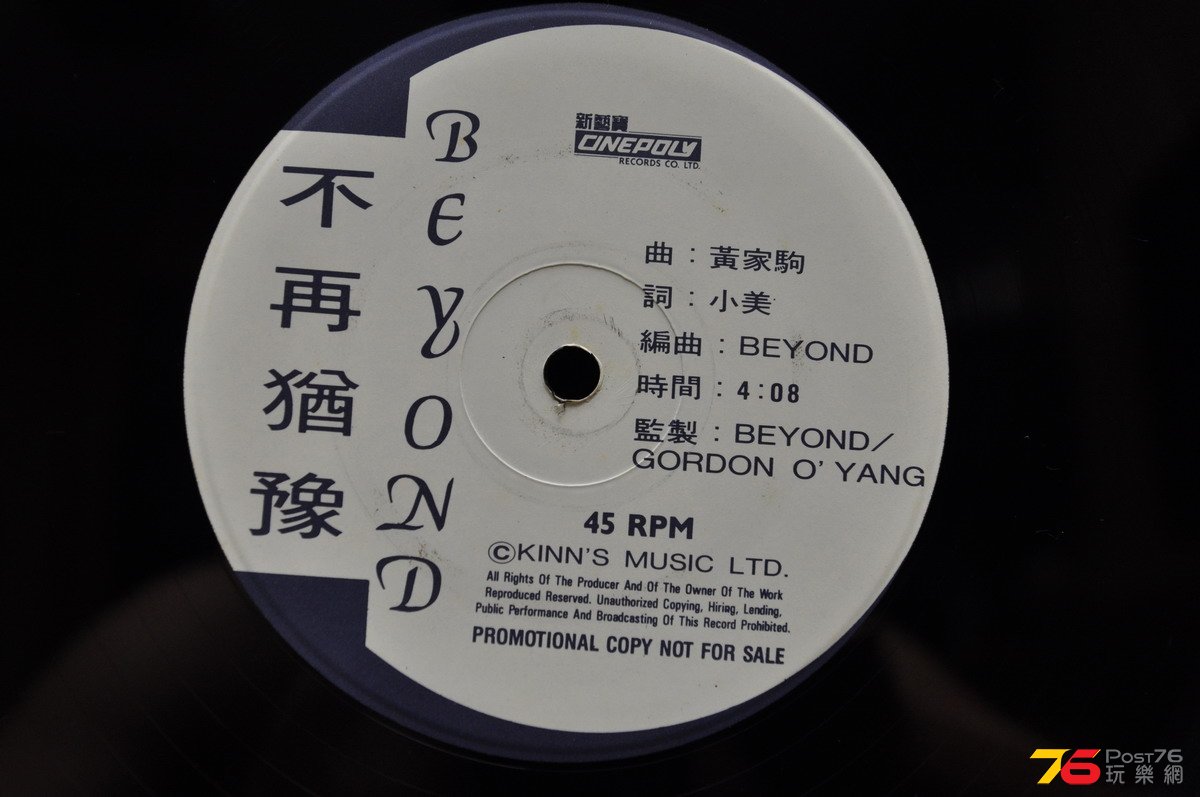 新藝寶
CINEPOLY
RECORDS CO. LTD.
不再猶豫
BEYOND
曲：黃家駒
詞：小美
編曲：BEYOND
時間：4:08
監製：BEYOND/
GORDON O'YANG
45 RPM
©KINN'S MUSIC LTD.
All Rights Of The Producer And Of The Owner Of The Work
Reproduced Reserved. Unauthorized Copying, Hiring, Lending,
Public Performance And Broadcasting Of This Record Prohibited.
PROMOTIONAL COPY NOT FOR SALE
76 POST76
玩樂網